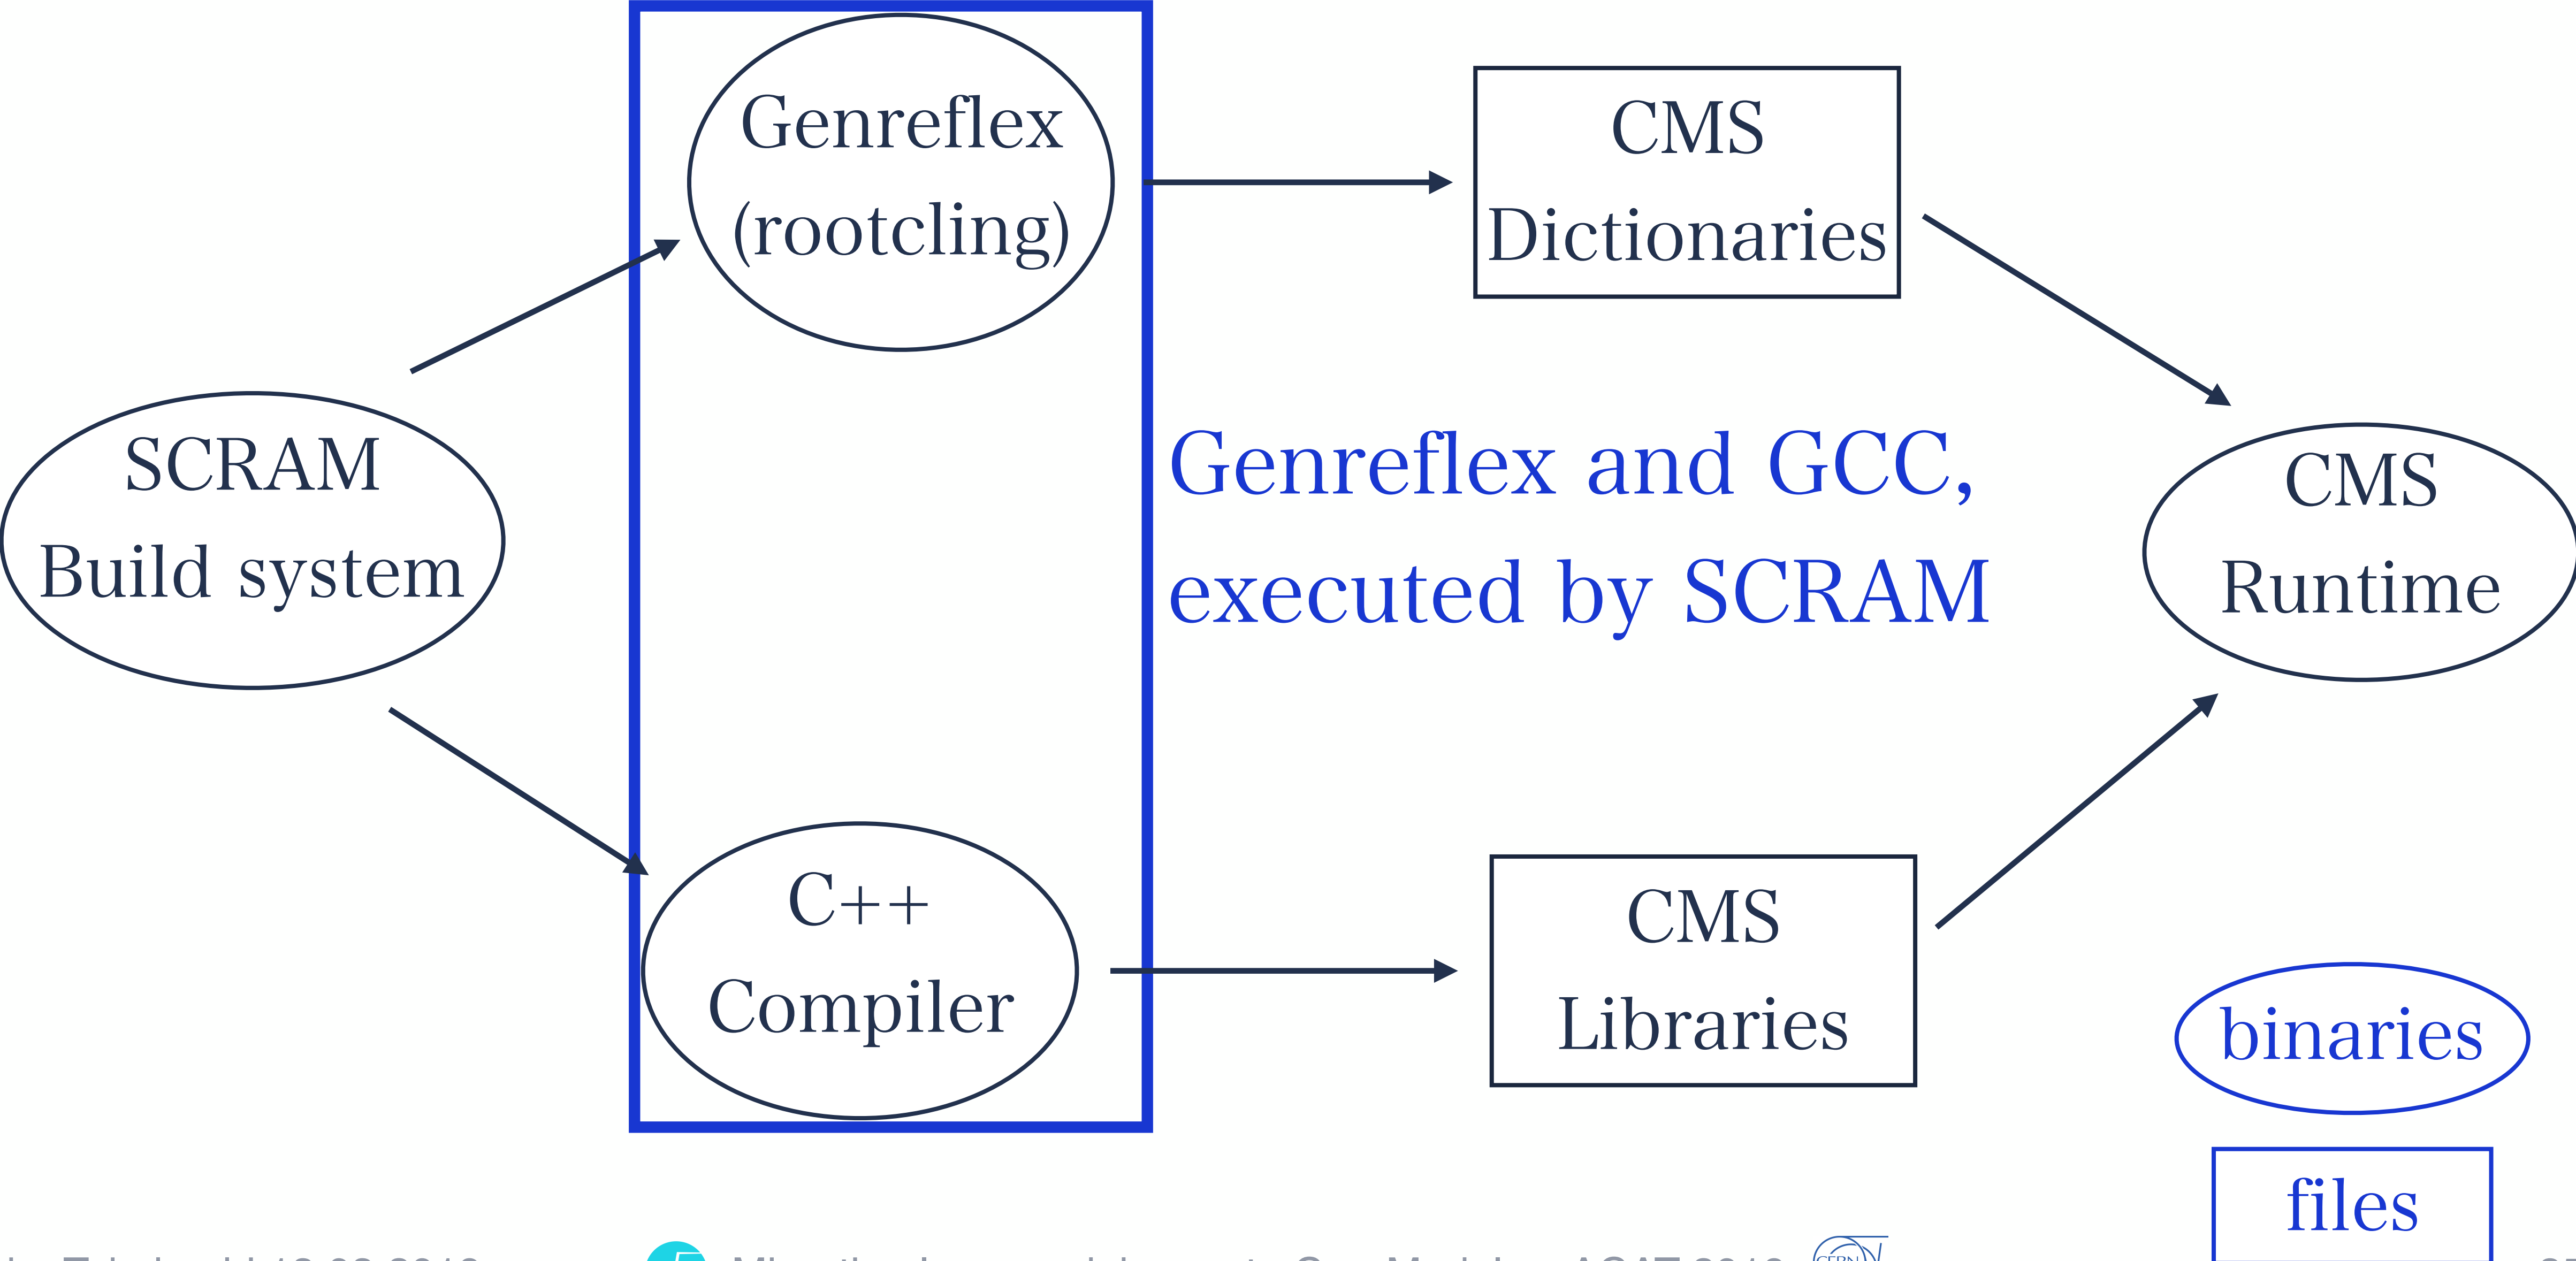 Genreflex
(rootcling)
CMS
Dictionaries
SCRAM
Build system
Genreflex and GCC,
executed by SCRAM
CMS
Runtime
C++
Compiler
CMS
Libraries
binaries
files
CERN